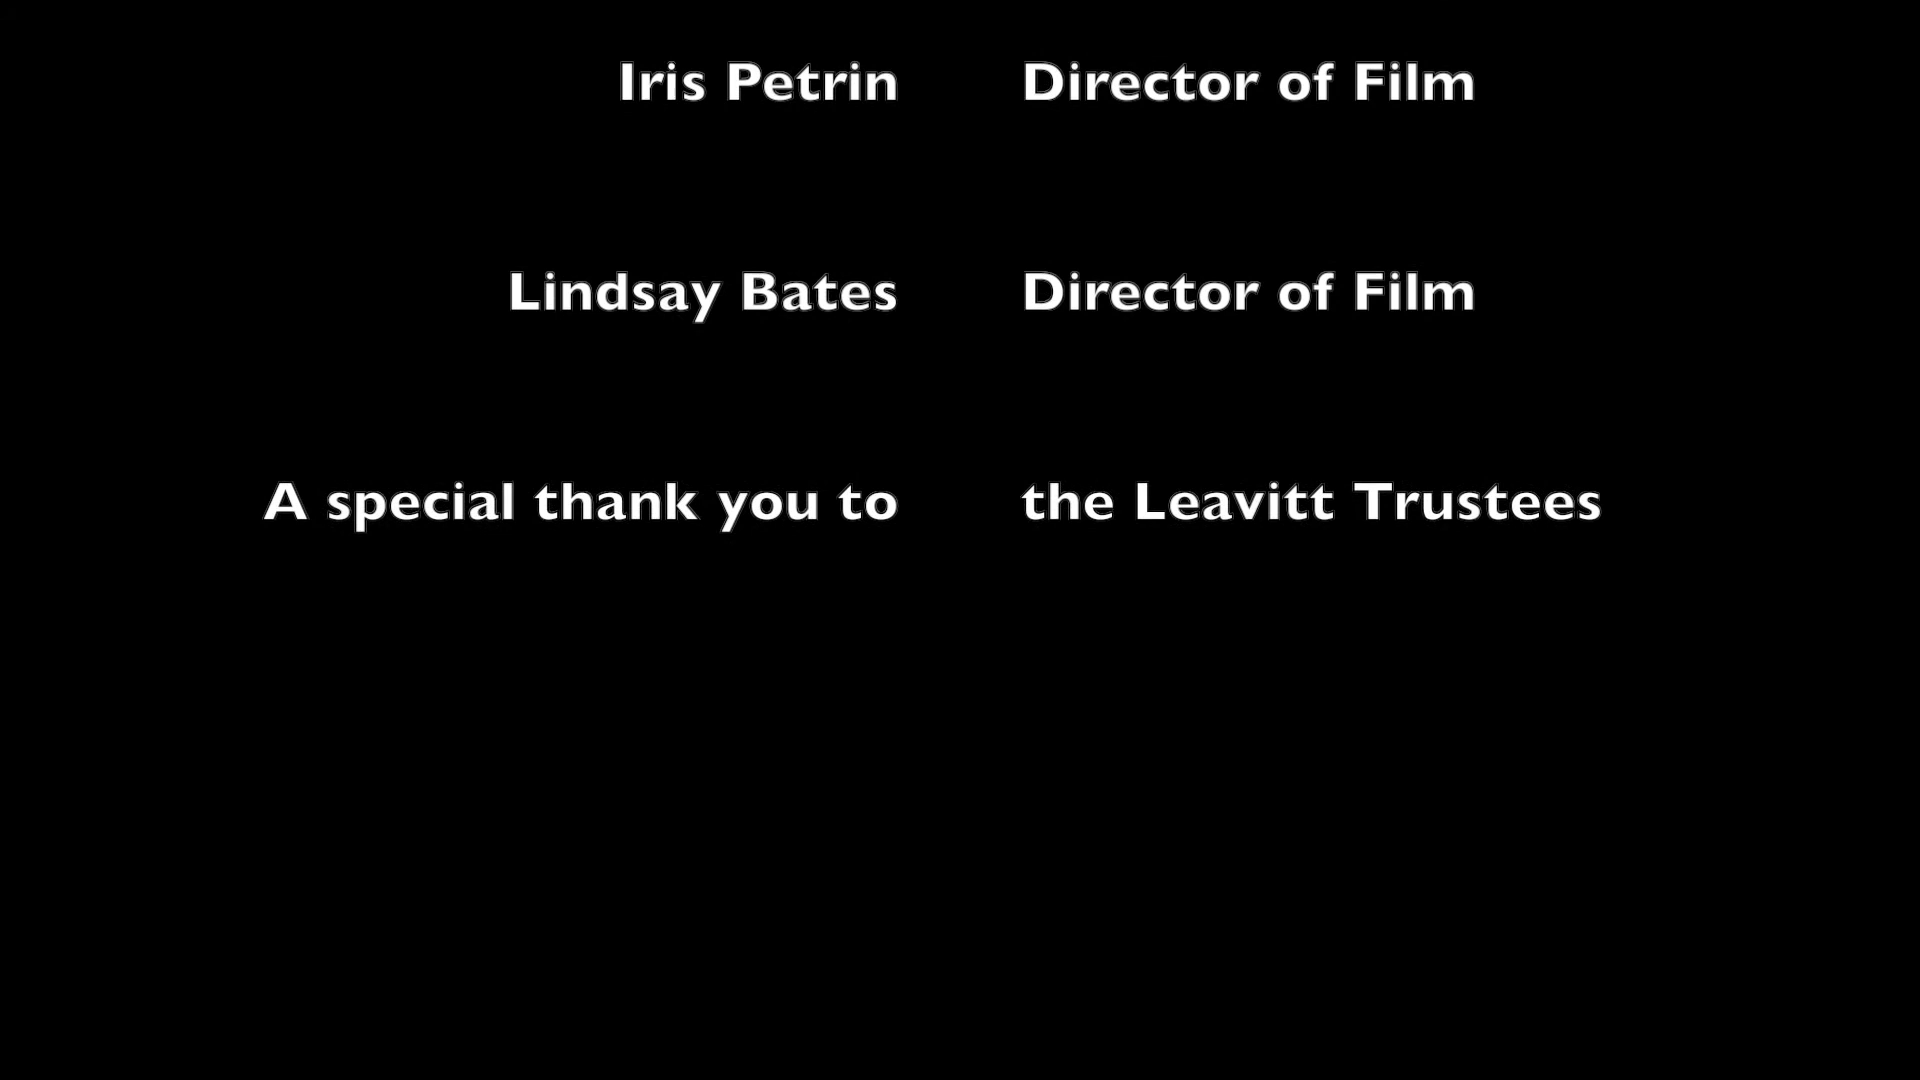 Iris Petrin Director of Film
Lindsay Bates Director of Film
A special thank you to the Leavitt Trustees